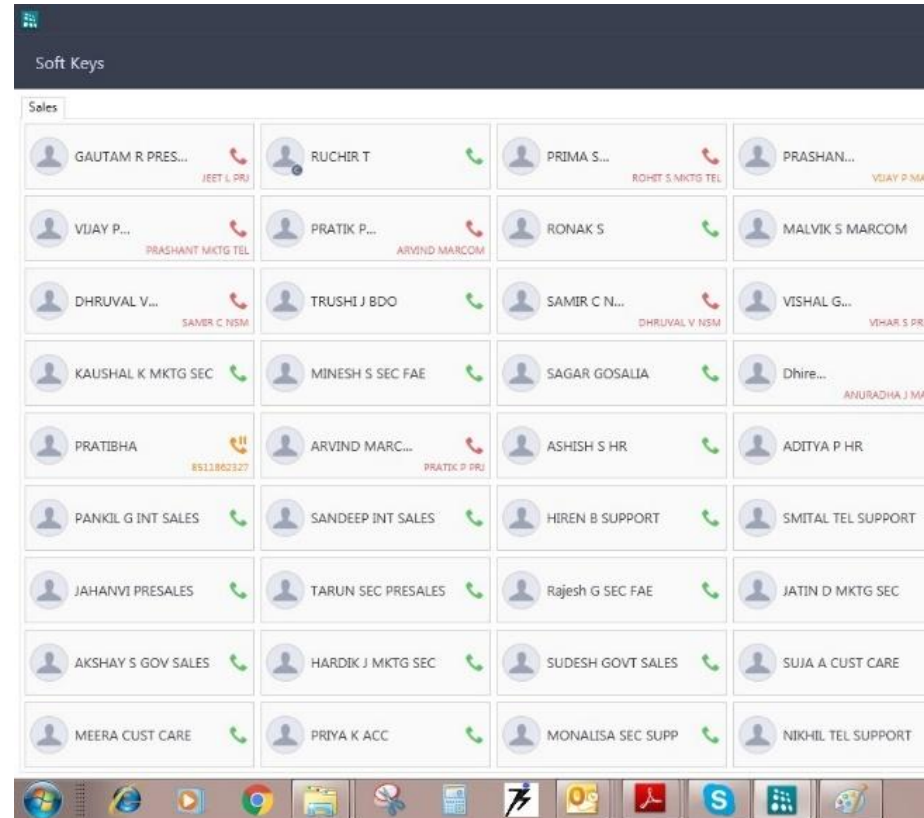 Soft Keys
Sales
GAUTAM R PRES...
JEET L PRJ
RUCHIR T
PRIMA S...
ROHIT S MKTG TEL
PRASHAN...
VIJAY P MA
VIJAY P...
PRASHANT MKTG TEL
PRATIK P...
ARVIND MARCOM
RONAK S
MALVIK S MARCOM
DHRUVAL V...
SAMIR C NSM
TRUSHI J BDO
SAMIR C N...
DHRUVAL V NSM
VISHAL G...
VIHAR S PR
KAUSHAL K MKTG SEC
MINESH S SEC FAE
SAGAR GOSALIA
Dhire...
ANURADHA J MA
PRATIBHA
8511862327
ARVIND MARC...
PRATIK P PRJ
ASHISH S HR
ADITYA P HR
PANKIL G INT SALES
SANDEEP INT SALES
HIREN B SUPPORT
SMITAL TEL SUPPORT
JAHANVI PRESALES
TARUN SEC PRESALES
Rajesh G SEC FAE
JATIN D MKTG SEC
AKSHAY S GOV SALES
HARDIK J MKTG SEC
SUDESH GOVT SALES
SUJA A CUST CARE
MEERA CUST CARE
PRIYA K ACC
MONALISA SEC SUPP
NIKHIL TEL SUPPORT